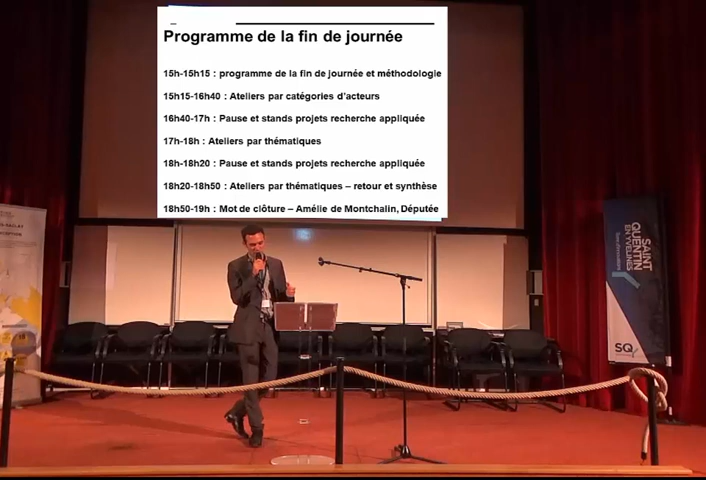 Programme de la fin de journée
15h-15h15 : programme de la fin de journée et méthodologie
15h15-16h40 : Ateliers par catégories d'acteurs
16h40-17h : Pause et stands projets recherche appliquée
17h-18h : Ateliers par thématiques
18h-18h20 : Pause et stands projets recherche appliquée
18h20-18h50 : Ateliers par thématiques – retour et synthèse
18h50-19h : Mot de clôture – Amélie de Montchalin, Députée
SAINT
QUENTIN
EN YVELINES
SQY